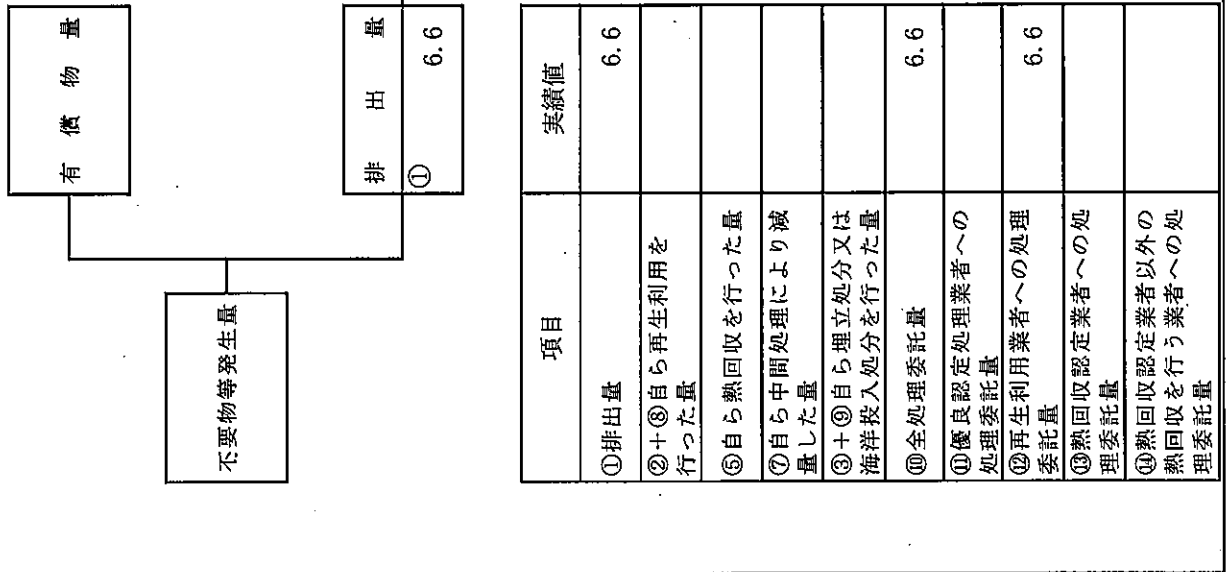 有償物量
不要物等発生量
排出量
① 6.6
項目 実績値
①排出量 6.6
②+⑧自ら再生利用を
行った量
⑤自ら熱回収を行った量
⑦自ら中間処理により減
量した量
③+⑨自ら埋立処分又は
海洋投入処分を行った量
⑩全処理委託量 6.6
⑪優良認定処理業者への
処理委託量
⑫再生利用業者への処理
委託量 6.6
⑬熱回収認定業者への処
理委託量
⑭熱回収認定業者以外の
熱回収を行う業者への処
理委託量